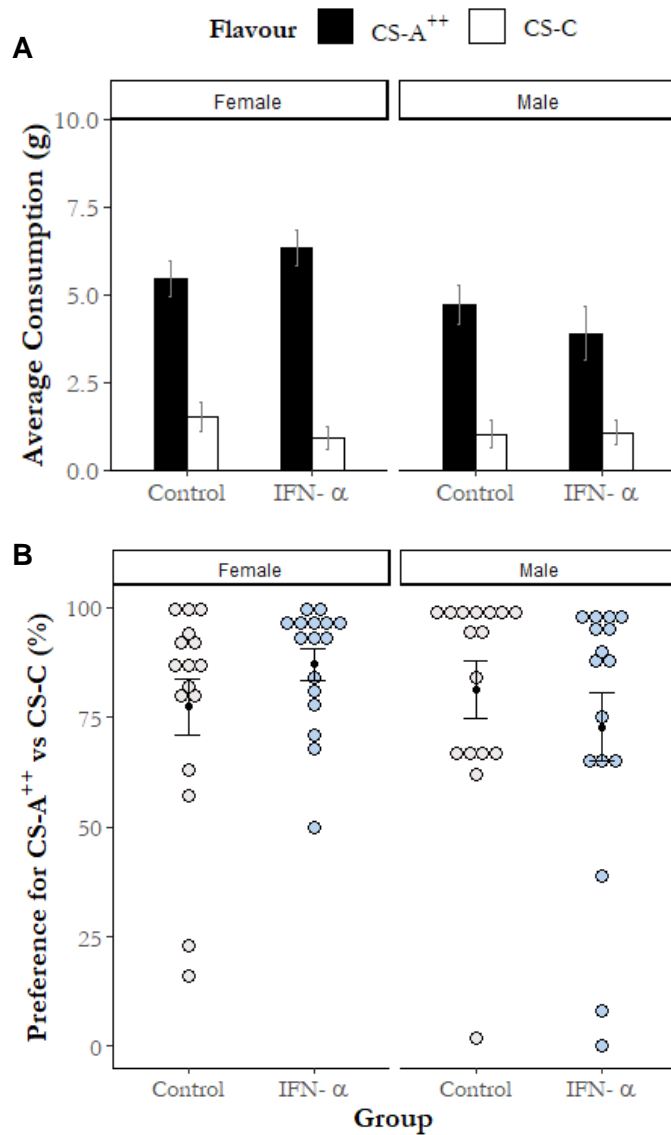 Flavour CS-A++ CS-C
A
Female Male
Average Consumption (g)
10.0
7.5
5.0
2.5
0.0
Control IFN- α Control IFN- α
B
Female Male
Preference for CS-A++ vs CS-C (%)
100
75
50
25
0
Control IFN- α Control IFN- α
Group